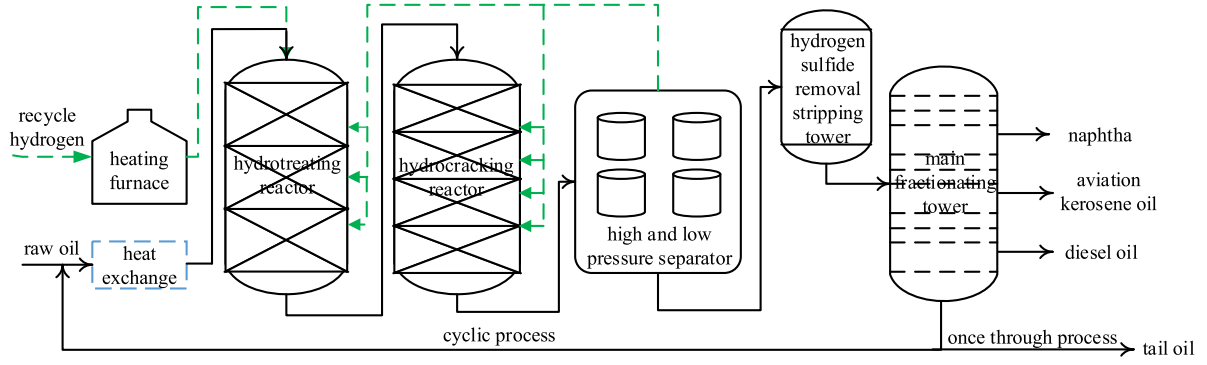 recycle
hydrogen
heating
furnace
raw oil
heat
exchange
hydrotreating
reactor
hydrocracking
reactor
high and low
pressure separator
hydrogen
sulfide
removal
stripping
tower
main
fractionating
tower
naphtha
aviation
kerosene oil
diesel oil
cyclic process
once through process
tail oil